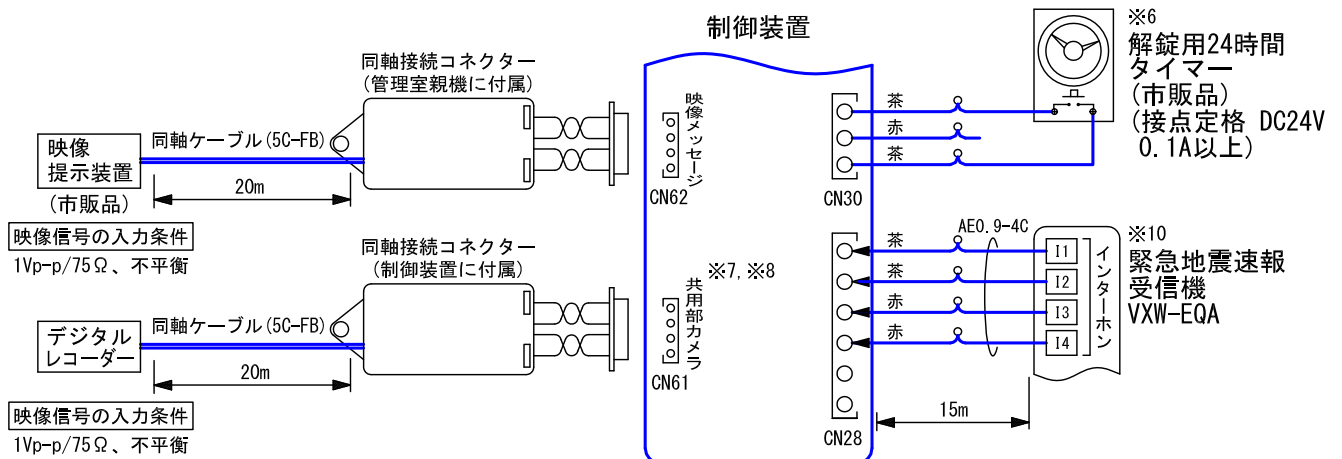 制御装置
同軸接続コネクター
(管理室親機に付属)
同軸ケーブル(5C-FB)
映像
提示装置
(市販品)
20m
映像信号の入力条件
1Vp-p/75Ω、不平衡
同軸接続コネクター
(制御装置に付属)
同軸ケーブル(5C-FB)
デジタル
レコーダー
20m
映像信号の入力条件
1Vp-p/75Ω、不平衡
映像メッセージ
CN62
※7, ※8
共用部カメラ
CN61
茶
赤
茶
CN30
※6
解錠用24時間
タイマー
(市販品)
(接点定格 DC24V
0.1A以上)
AE0.9-4C
茶
茶
赤
赤
CN28
I1
I2
I3
I4
インターホン
15m
※10
緊急地震速報
受信機
VXW-EQA